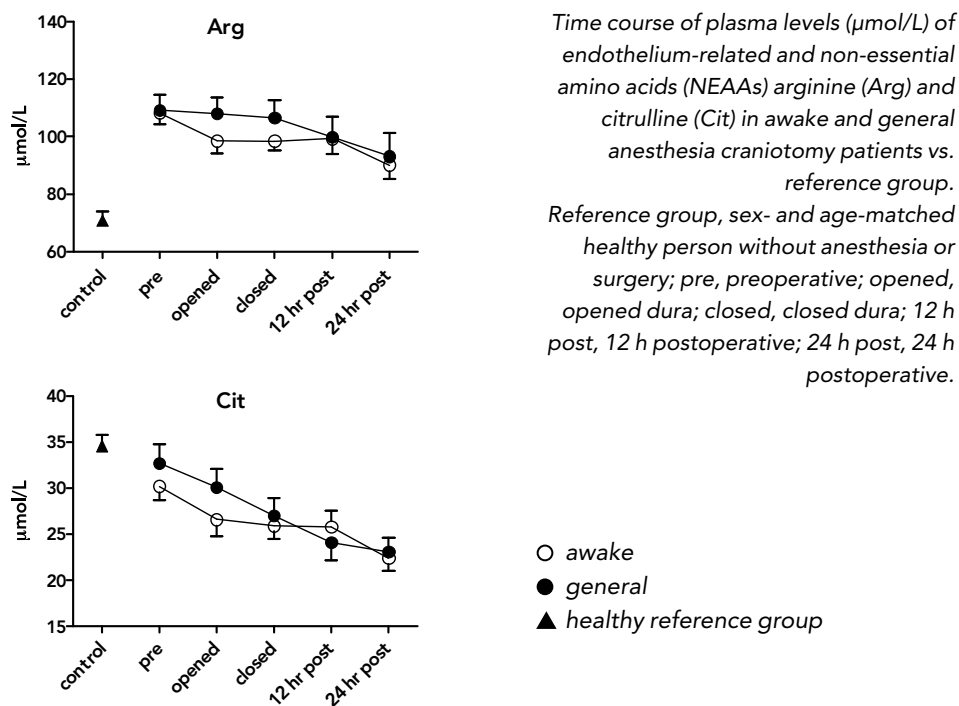 Arg
140
120
100
80
60
μmol/L
control
pre
opened
closed
12 hr post
24 hr post
Cit
40
35
30
25
20
15
μmol/L
control
pre
opened
closed
12 hr post
24 hr post
Time course of plasma levels (μmol/L) of
endothelium-related and non-essential
amino acids (NEAAs) arginine (Arg) and
citrulline (Cit) in awake and general
anesthesia craniotomy patients vs.
reference group.
Reference group, sex- and age-matched
healthy person without anesthesia or
surgery; pre, preoperative; opened,
opened dura; closed, closed dura; 12 h
post, 12 h postoperative; 24 h post, 24 h
postoperative.
awake
general
healthy reference group